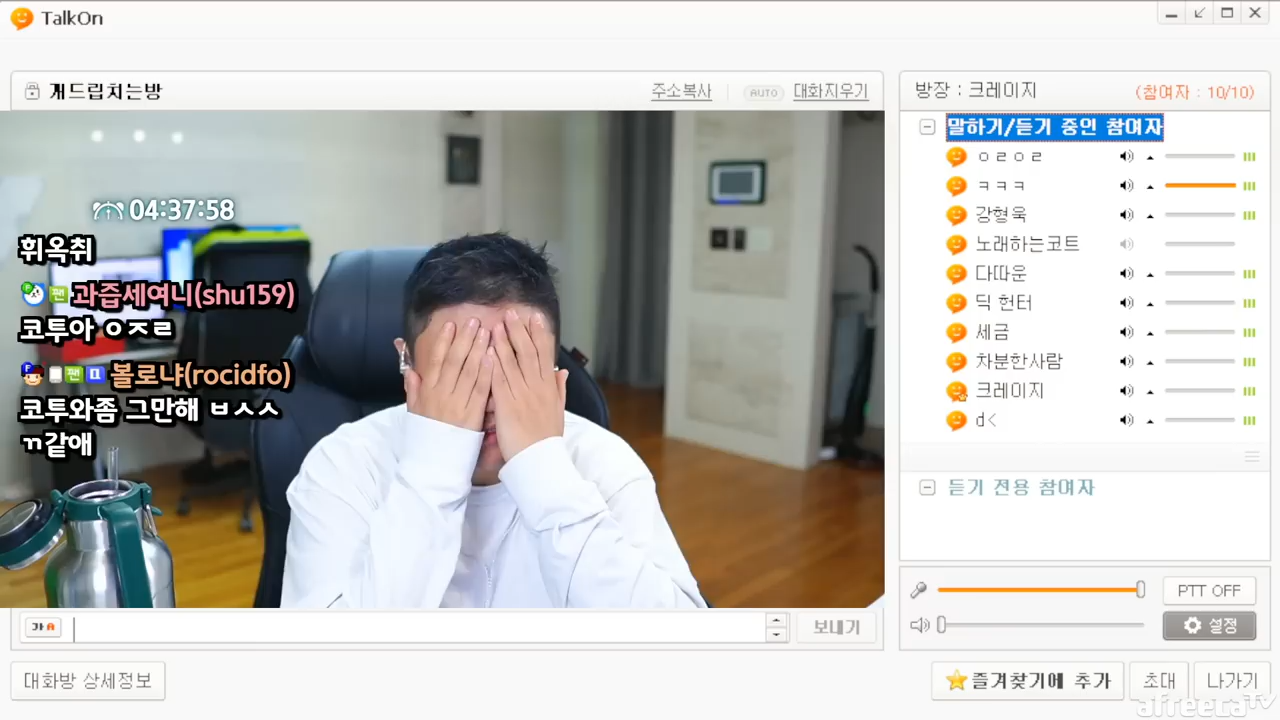 TalkOn
개드립치는방
주소복사
AUTO
대화지우기
방장 : 크레이지
(참여자 : 10/10)
말하기/듣기 중인 참여자
ㅇㄹㅇㄹ
ㅋㅋㅋ
강형욱
노래하는코트
다따운
딕 헌터
세금
차분한사람
크레이지
d<
듣기 전용 참여자
04:37:58
휘옥취
팬 과즙세여니(shu159)
코투아 ㅇㅈㄹ
팬 볼로냐(rocidfo)
코투와좀 그만해 ㅂㅅㅅ
ㄲ같애
가A
보내기
PTT OFF
설정
대화방 상세정보
즐겨찾기에 추가
초대
나가기
afreecaTV